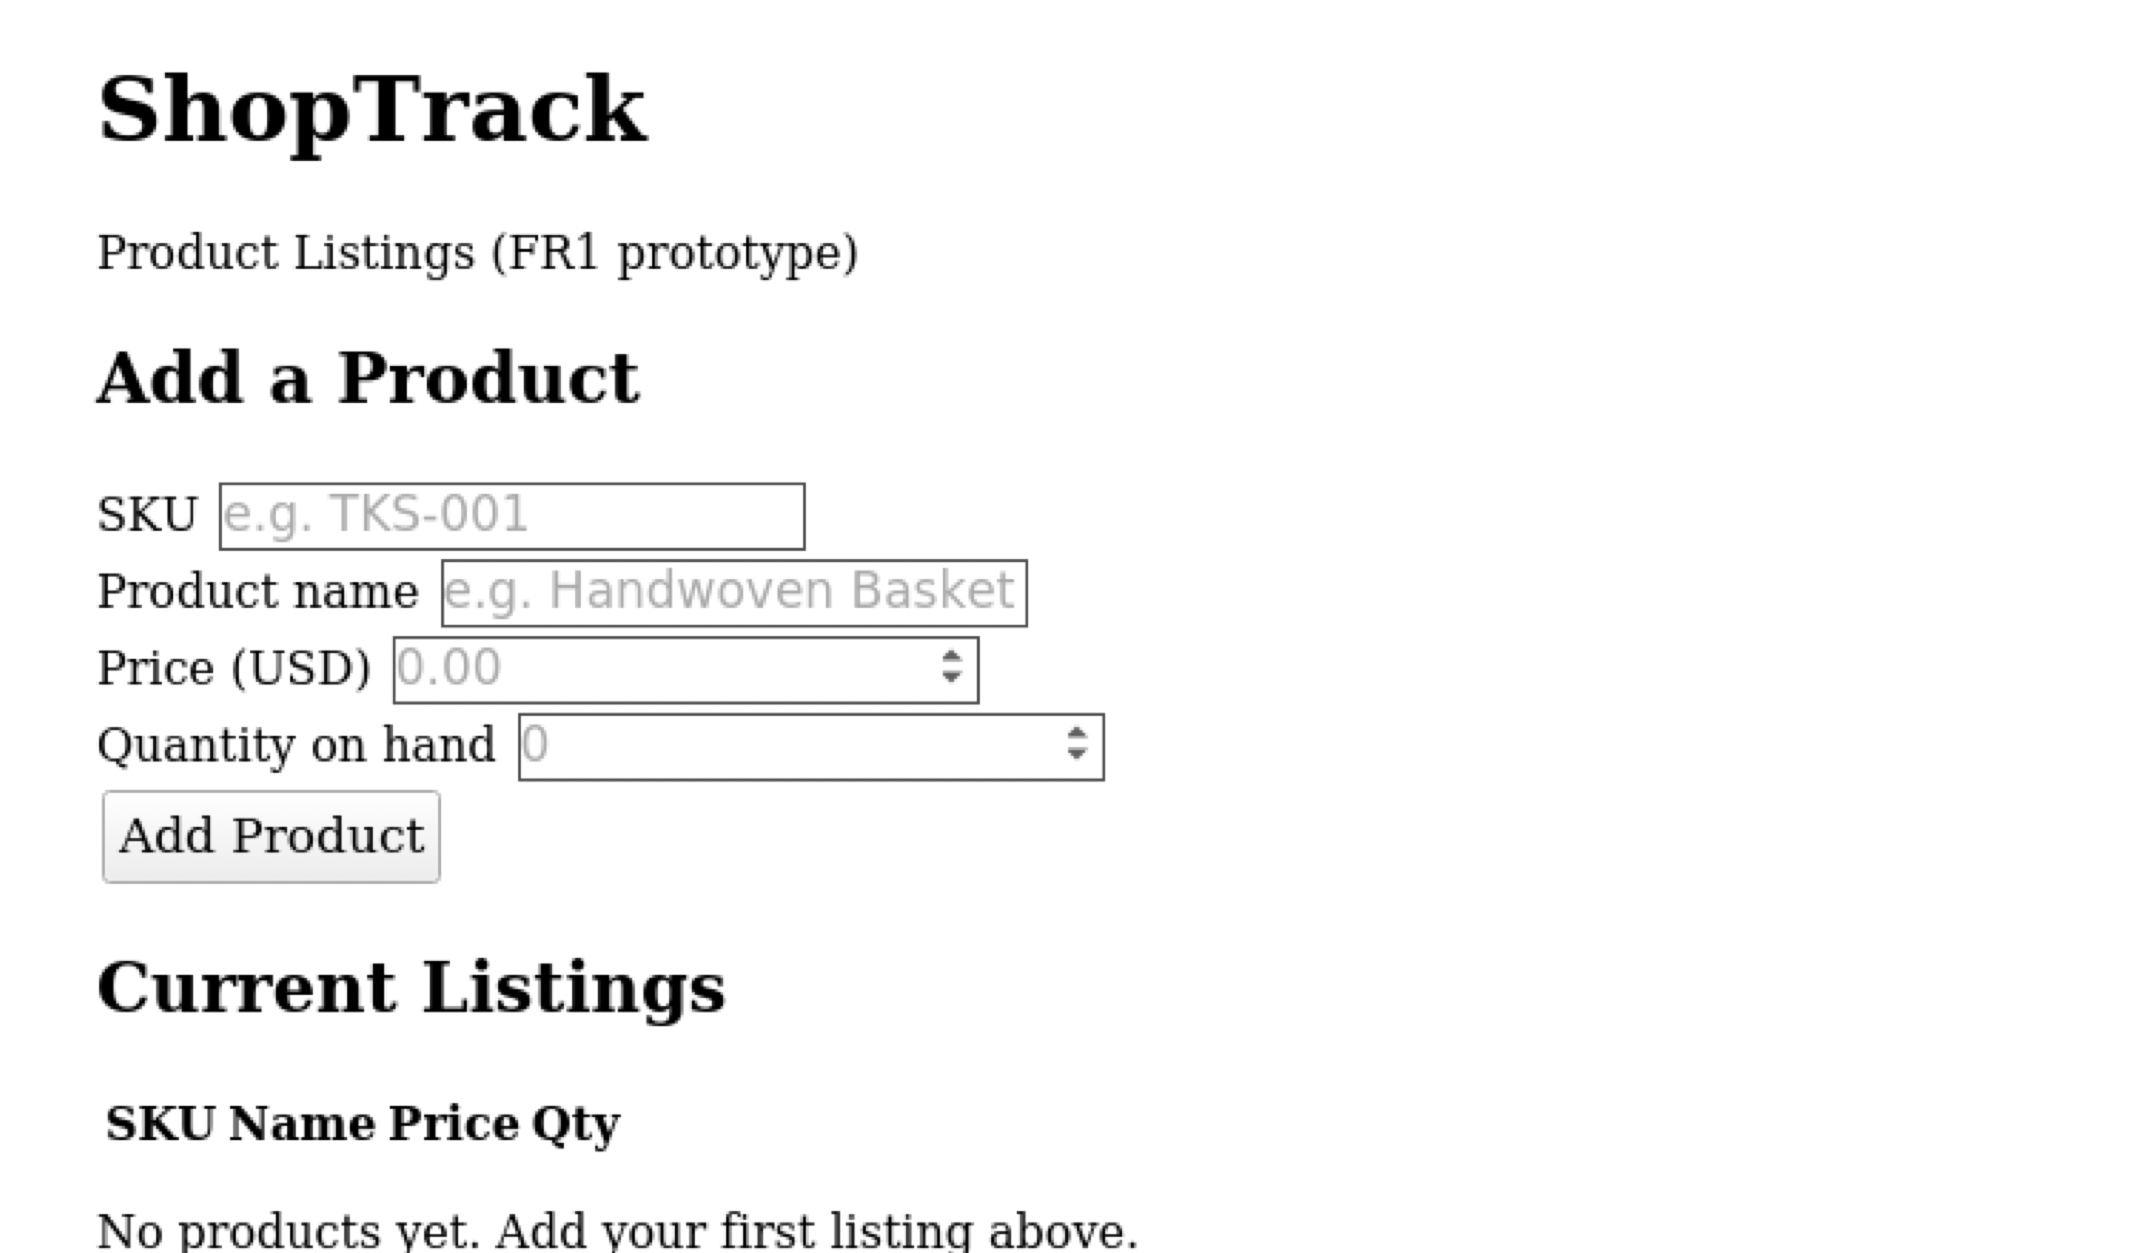 ShopTrack
Product Listings (FR1 prototype)
Add a Product
SKU e.g. TKS-001
Product name e.g. Handwoven Basket
Price (USD) 0.00
Quantity on hand 0
Add Product
Current Listings
SKU Name Price Qty
No products yet. Add your first listing above.